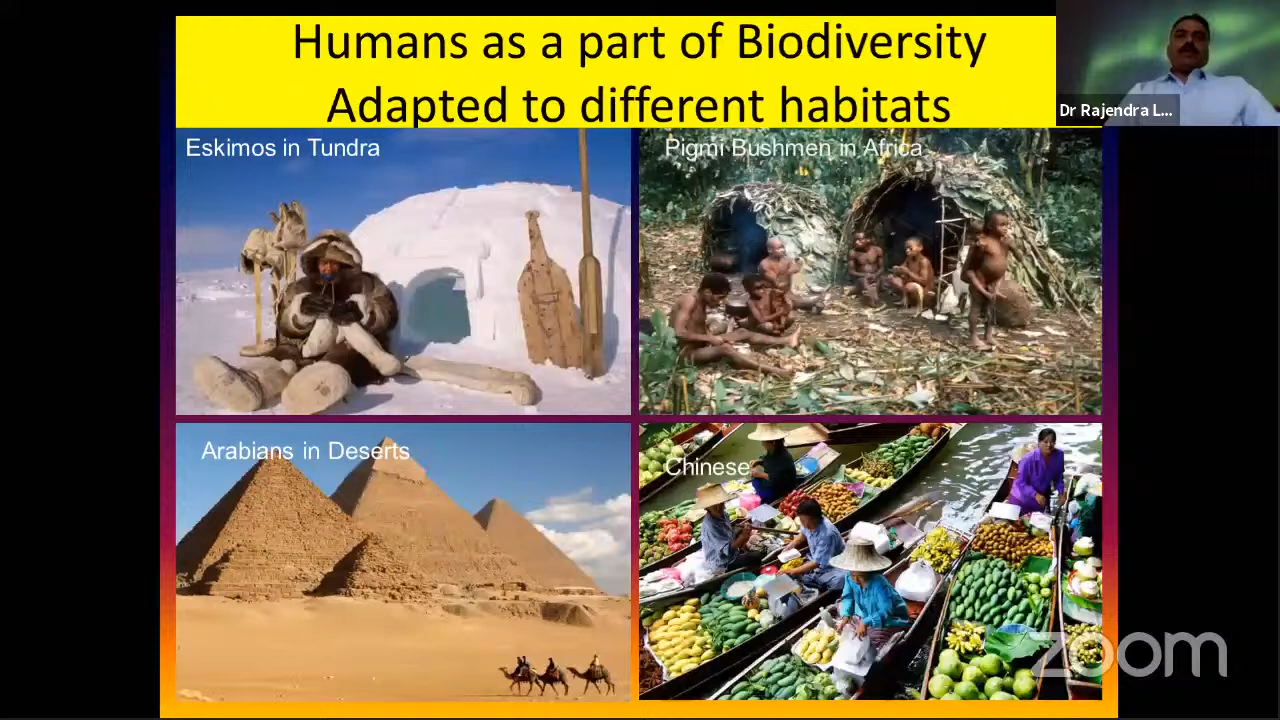 Humans as a part of Biodiversity
Adapted to different habitats
Dr Rajendra L...
Eskimos in Tundra
Pigmi Bushmen in Africa
Arabians in Deserts
Chinese
zoom